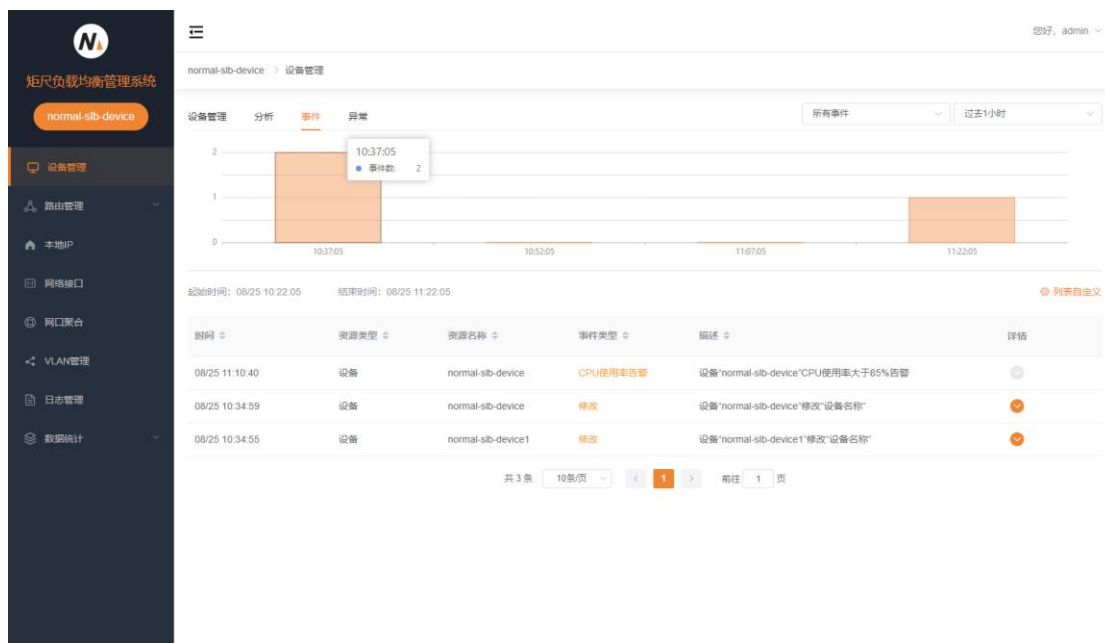 您好，admin
矩尺负载均衡管理系统
normal-slb-device
设备管理
路由管理
本地IP
网络接口
网口聚合
VLAN管理
日志管理
数据统计
normal-slb-device > 设备管理
设备管理 分析 事件 异常 所有事件 过去1小时
10:37:05
事件数: 2
2
1
0
10:37:05 10:52:05 11:07:05 11:22:05
起始时间：08/25 10:22:05 结束时间：08/25 11:22:05 列表自定义
时间 资源类型 资源名称 事件类型 描述 详情
08/25 11:10:40 设备 normal-slb-device CPU使用率告警 设备"normal-slb-device"CPU使用率大于85%告警
08/25 10:34:59 设备 normal-slb-device 修改 设备"normal-slb-device"修改"设备名称"
08/25 10:34:55 设备 normal-slb-device1 修改 设备"normal-slb-device1"修改"设备名称"
共 3 条 10条/页 < 1 > 前往 1 页